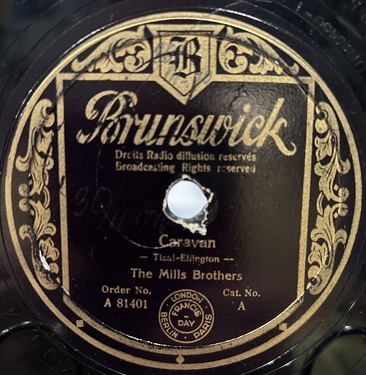 B
Brunswick
Droits Radio diffusion reservés
Broadcasting Rights reserved
Caravan
— Tizol-Ellington —
The Mills Brothers
Order No. Cat. No.
A 81401 A
LONDON
FRANCIS-DAY
BERLIN PARIS